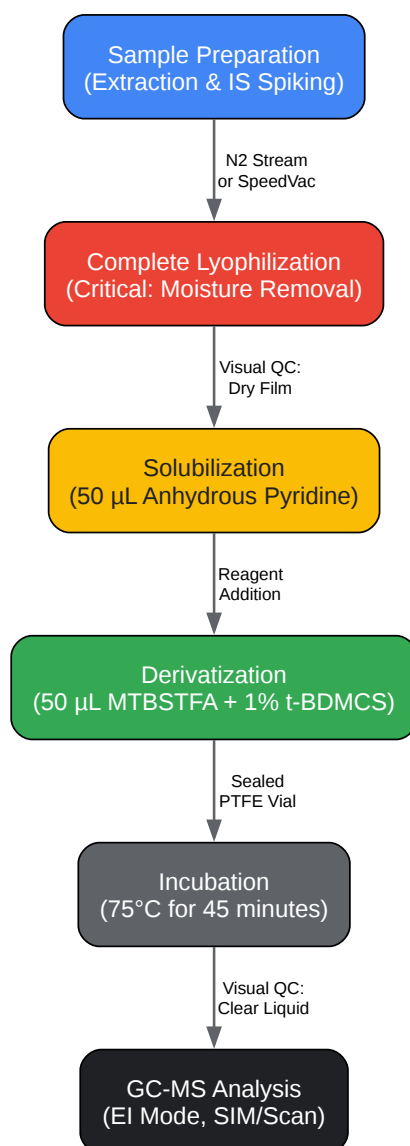 Sample Preparation
(Extraction & IS Spiking)
N2 Stream
or SpeedVac
Complete Lyophilization
(Critical: Moisture Removal)
Visual QC:
Dry Film
Solubilization
(50 µL Anhydrous Pyridine)
Reagent
Addition
Derivatization
(50 µL MTBSTFA + 1% t-BDMCS)
Sealed
PTFE Vial
Incubation
(75°C for 45 minutes)
Visual QC:
Clear Liquid
GC-MS Analysis
(EI Mode, SIM/Scan)